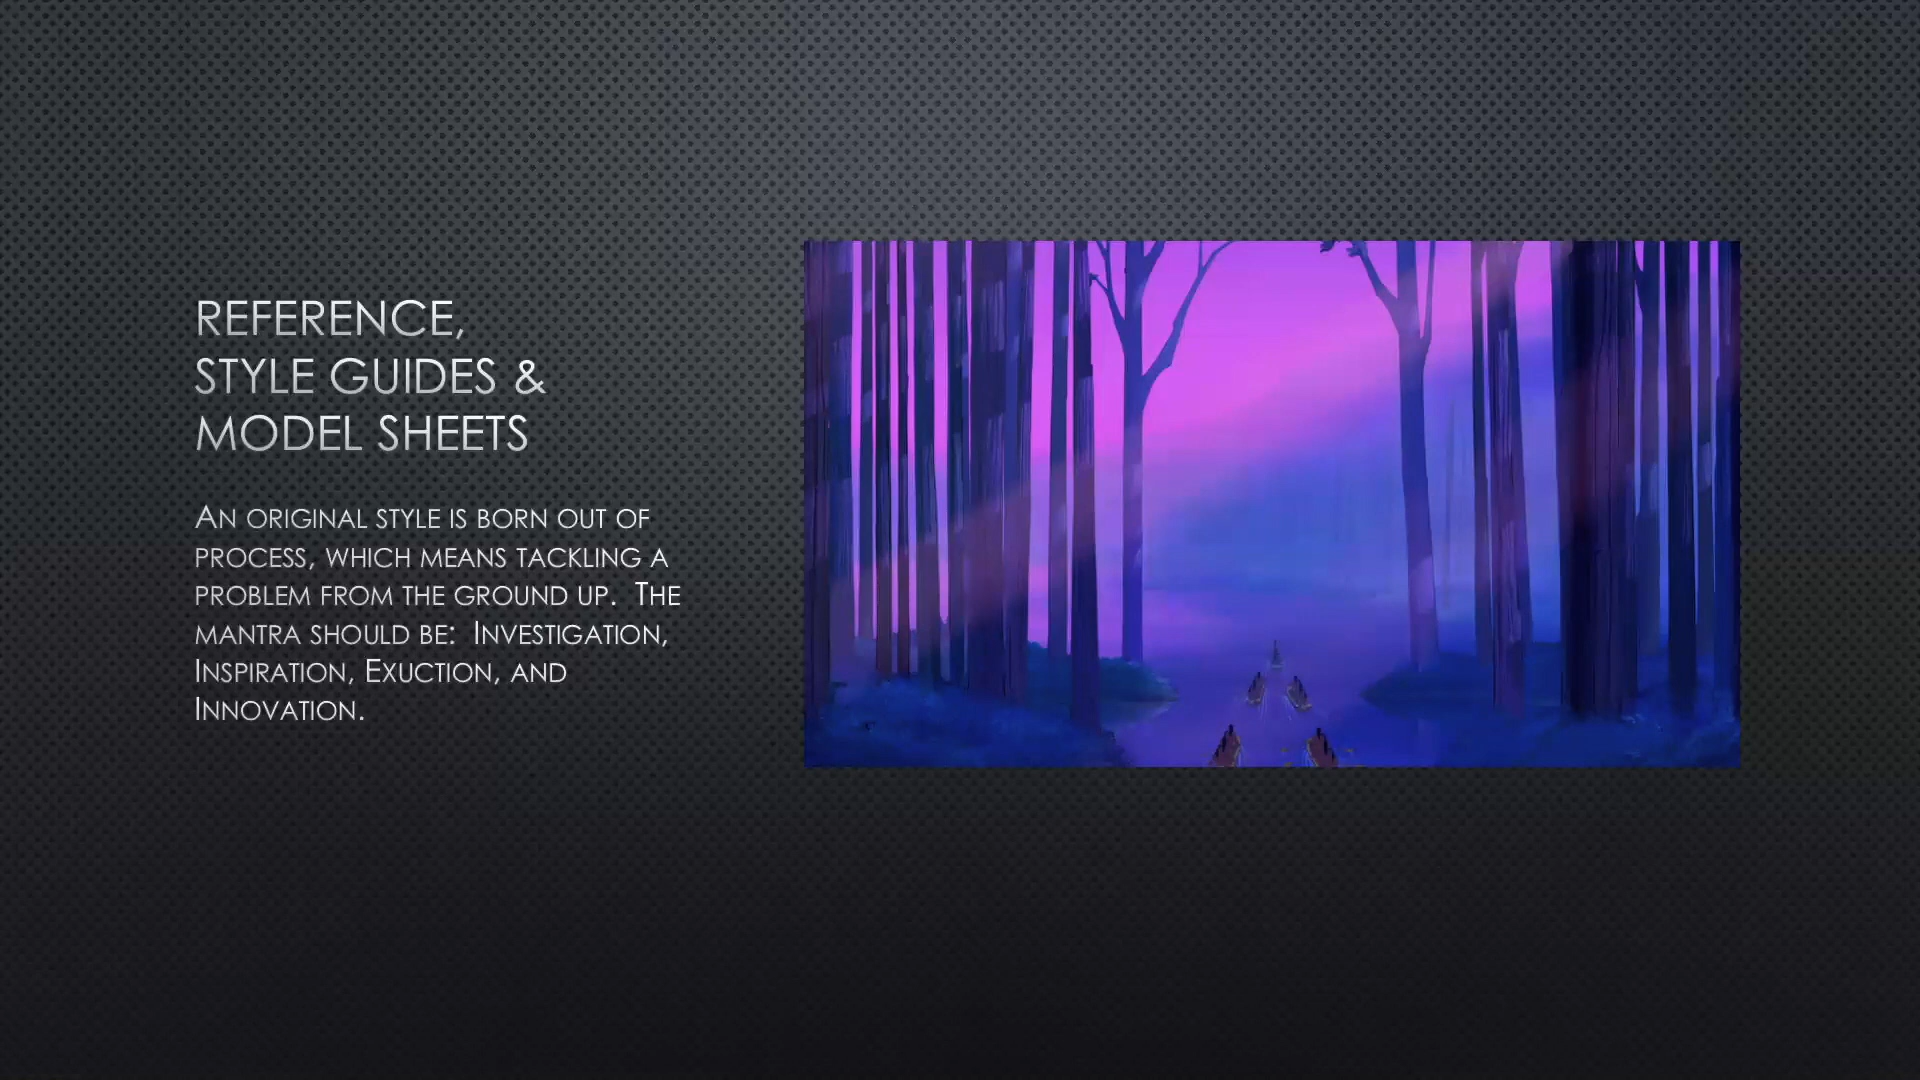 REFERENCE,
STYLE GUIDES &
MODEL SHEETS
AN ORIGINAL STYLE IS BORN OUT OF
PROCESS, WHICH MEANS TACKLING A
PROBLEM FROM THE GROUND UP.  THE
MANTRA SHOULD BE:  INVESTIGATION,
INSPIRATION, EXUCTION, AND
INNOVATION.